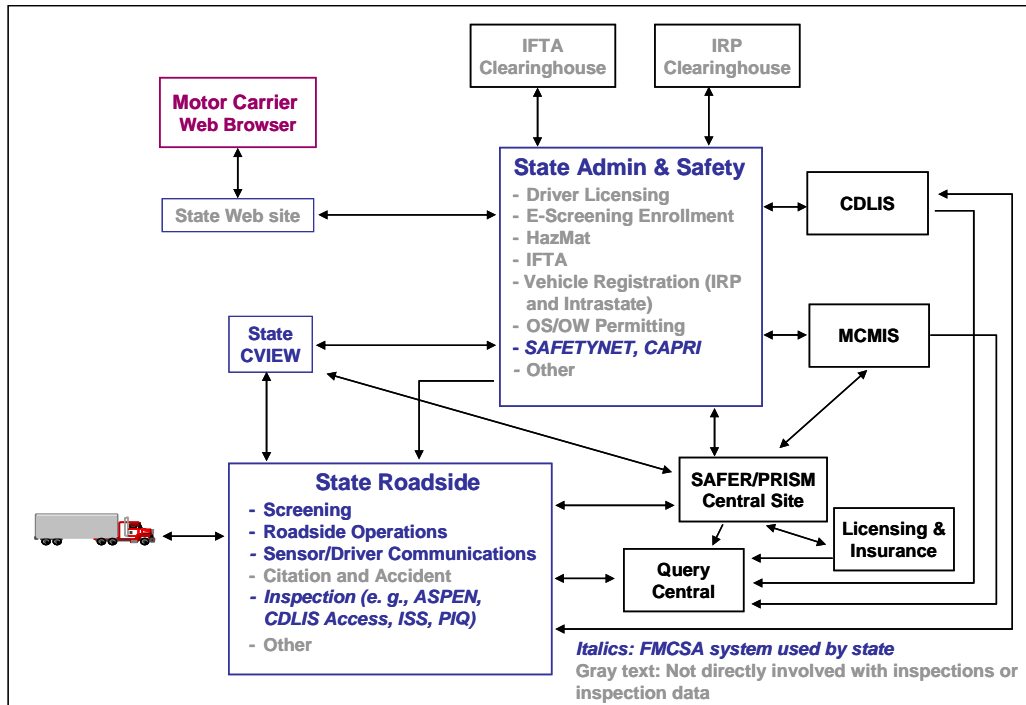 IFTA
Clearinghouse
IRP
Clearinghouse
Motor Carrier
Web Browser
State Web site
State Admin & Safety
- Driver Licensing
- E-Screening Enrollment
- HazMat
- IFTA
- Vehicle Registration (IRP
and Intrastate)
- OS/OW Permitting
- SAFETYNET, CAPRI
- Other
CDLIS
State
CVIEW
MCMIS
State Roadside
- Screening
- Roadside Operations
- Sensor/Driver Communications
- Citation and Accident
- Inspection (e. g., ASPEN,
CDLIS Access, ISS, PIQ)
- Other
SAFER/PRISM
Central Site
Licensing &
Insurance
Query
Central
Italics: FMCSA system used by state
Gray text: Not directly involved with inspections or
inspection data